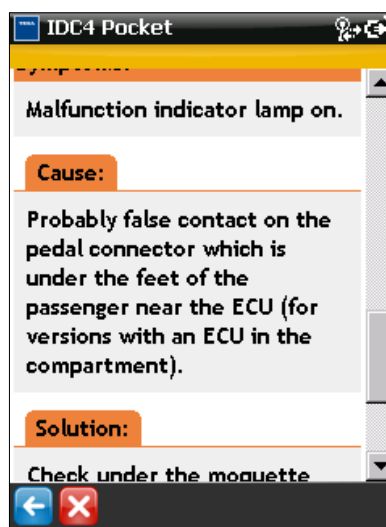 TEXA
IDC4 Pocket
Symptoms:
Malfunction indicator lamp on.
Cause:
Probably false contact on the
pedal connector which is
under the feet of the
passenger near the ECU (for
versions with an ECU in the
compartment).
Solution:
Check under the moquette